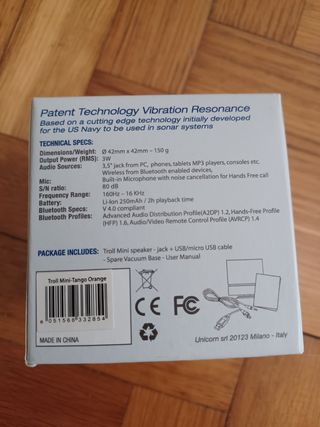 Patent Technology Vibration Resonance
Based on a cutting edge technology initially developed
for the US Navy to be used in sonar systems
TECHNICAL SPECS:
Dimensions/Weight: Ø 42mm x 42mm - 150 g
Output Power (RMS): 3W
Audio Sources: 3,5" jack from PC, phones, tablets MP3 players, consoles etc.
Wireless from Bluetooth enabled devices,
Mic: Built-in Microphone with noise cancellation for Hands Free call
S/N ratio: 80 dB
Frequency Range: 160Hz ~ 16 KHz
Battery: Li-Ion 250mAh / 2h playback time
Bluetooth Specs: V 4.0 compliant
Bluetooth Profiles: Advanced Audio Distribution Profile(A2DP) 1.2, Hands-Free Profile
(HFP) 1.6, Audio/Video Remote Control Profile (AVRCP) 1.4
PACKAGE INCLUDES: Troll Mini speaker - jack + USB/micro USB cable
- Spare Vacuum Base - User Manual
Troll Mini-Tango Orange
6 051566 332854
CE FC
MADE IN CHINA
Unicorn srl 20123 Milano - Italy